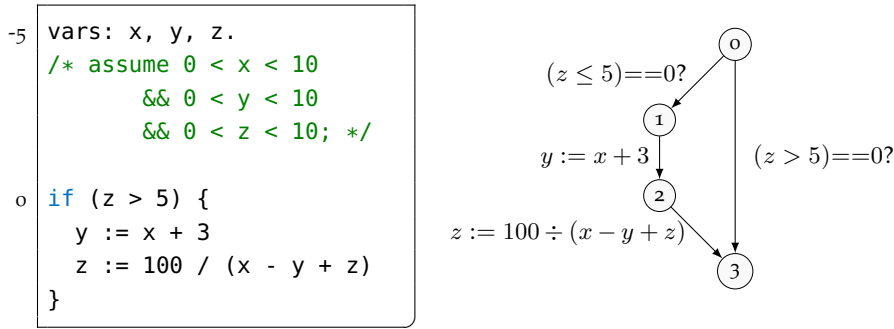 -5 vars: x, y, z.
/* assume 0 < x < 10
&& 0 < y < 10
&& 0 < z < 10; */
0 if (z > 5) {
y := x + 3
z := 100 / (x - y + z)
}
0
(z ≤ 5)==0?
1
y := x + 3
(z > 5)==0?
2
z := 100 ÷ (x − y + z)
3